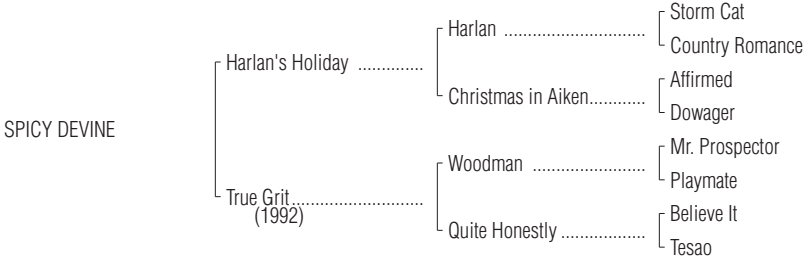 Storm Cat
Harlan ..............................
Country Romance
Harlan's Holiday ..............
Affirmed
Christmas in Aiken............
Dowager
SPICY DEVINE
Mr. Prospector
Woodman ........................
Playmate
True Grit............................
(1992)
Believe It
Quite Honestly ..................
Tesao